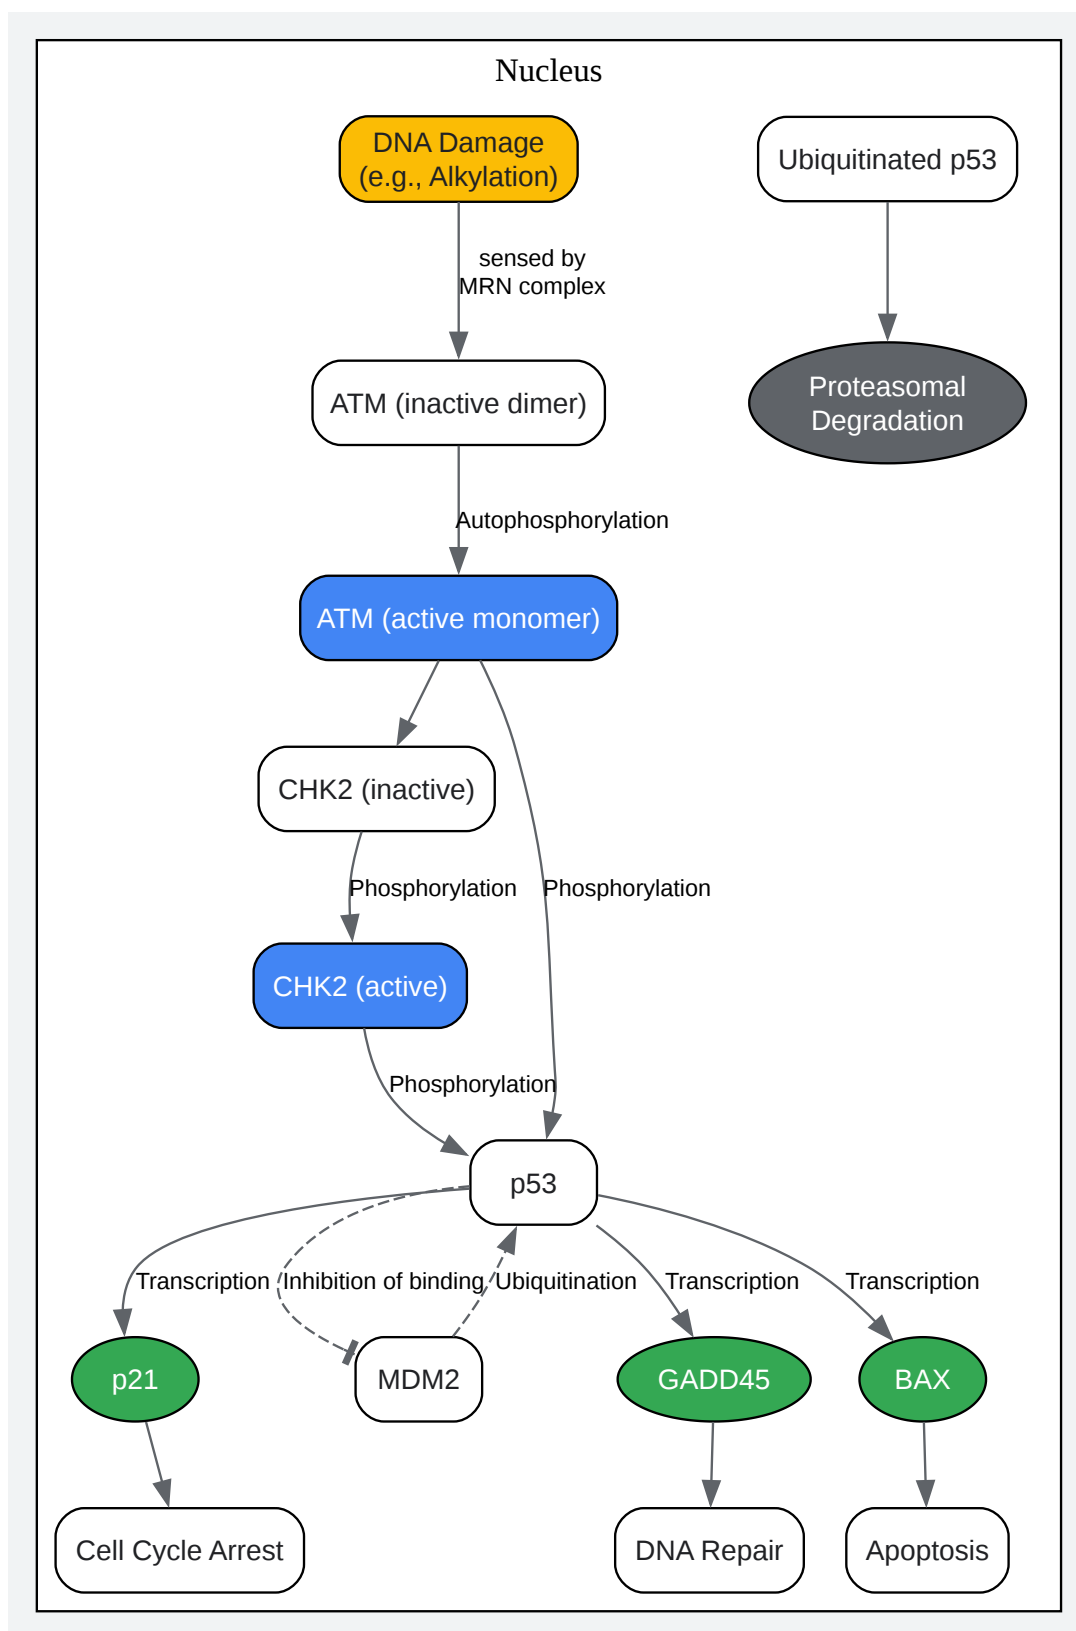 Nucleus
DNA Damage
(e.g., Alkylation)
Ubiquitinated p53
sensed by
MRN complex
ATM (inactive dimer)
Proteasomal
Degradation
Autophosphorylation
ATM (active monomer)
CHK2 (inactive)
Phosphorylation
Phosphorylation
CHK2 (active)
Phosphorylation
p53
Transcription
Inhibition of binding
Ubiquitination
Transcription
Transcription
p21
MDM2
GADD45
BAX
Cell Cycle Arrest
DNA Repair
Apoptosis